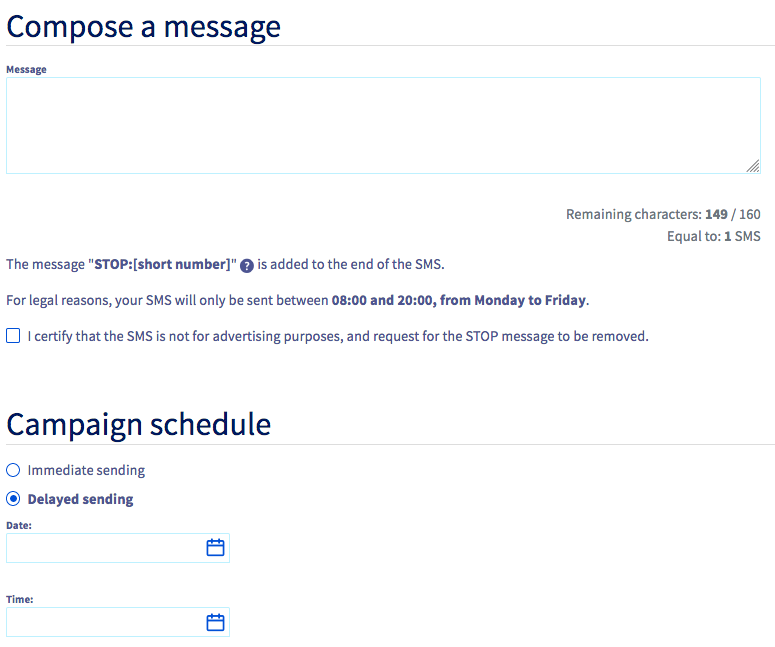 Compose a message
Message
Remaining characters: 149 / 160
Equal to: 1 SMS
The message "STOP:[short number]" ? is added to the end of the SMS.
For legal reasons, your SMS will only be sent between 08:00 and 20:00, from Monday to Friday.
I certify that the SMS is not for advertising purposes, and request for the STOP message to be removed.
Campaign schedule
Immediate sending
Delayed sending
Date:
Time: